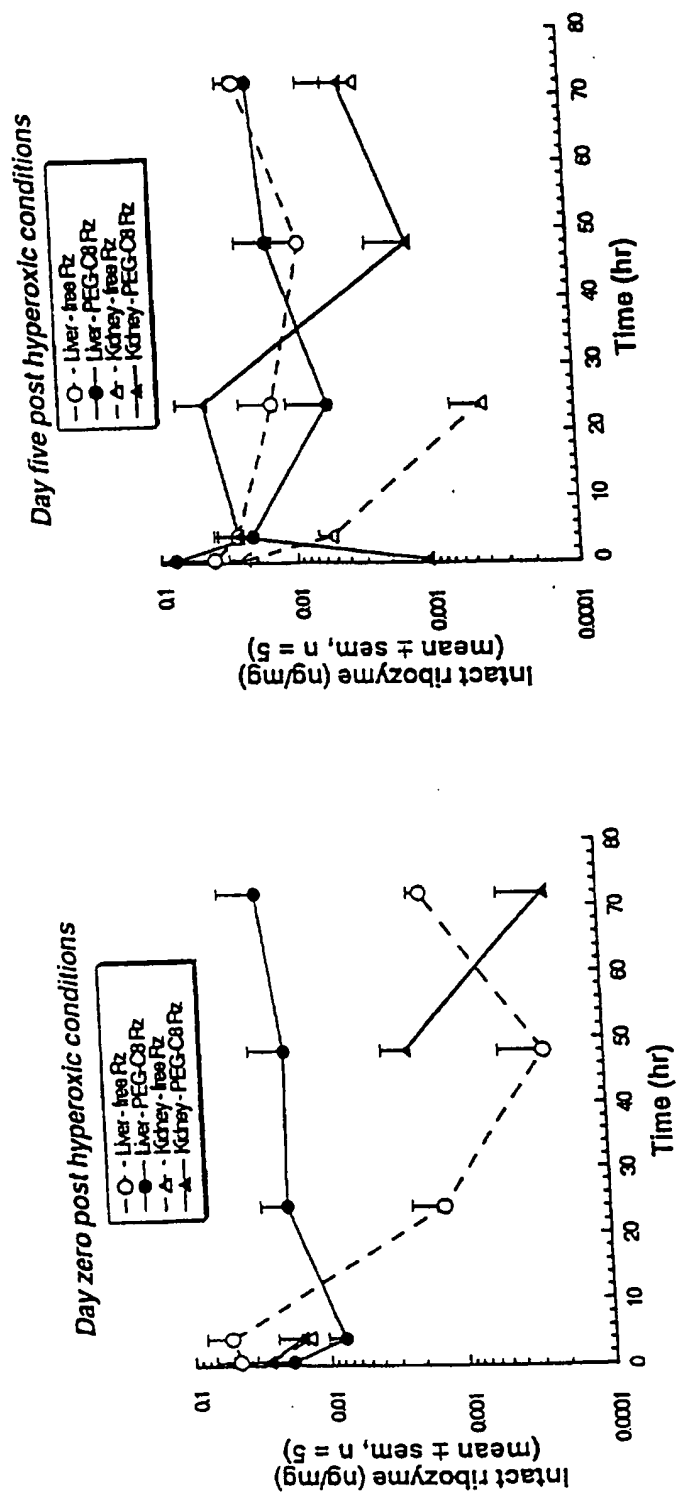 Day zero post hyperoxic conditions
- Liver - free Rz
Liver - PEG-C8 Rz
- Kidney - free Rz
Kidney - PEG-C8 Rz
Intact ribozyme (ng/mg)
(mean ± sem, n = 5)
0.1
0.01
0.001
0.0001
0
10
20
30
40
50
60
70
80
Time (hr)
Day five post hyperoxic conditions
- Liver - free Rz
Liver - PEG-C8 Rz
- Kidney - free Rz
Kidney - PEG-C8 Rz
Intact ribozyme (ng/mg)
(mean ± sem, n = 5)
0.1
0.01
0.001
0.0001
0
10
20
30
40
50
60
70
80
Time (hr)